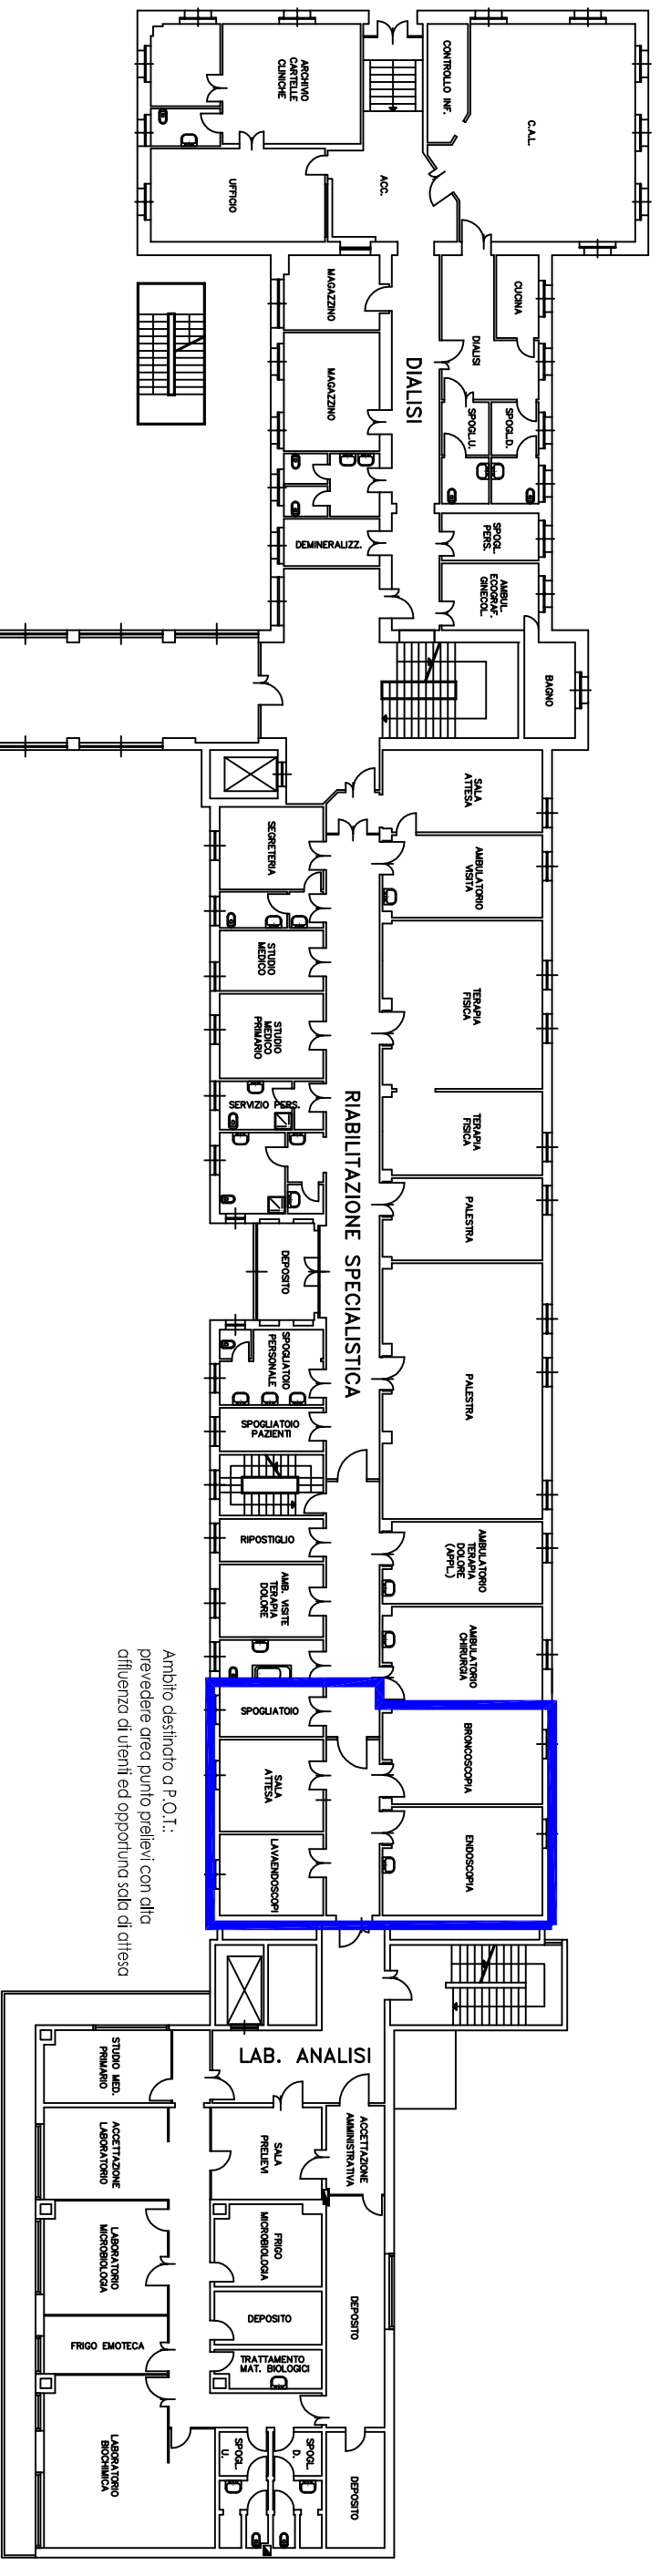 ARCHIVIO
CARTELLE
CLINICHE
CONTROLLO INF.
C.A.L.
UFFICIO
ACC.
MAGAZZINO
CUCINA
DIALISI
MAGAZZINO
DIALISI
SPOGL.U.
SPOGL.D.
DEMINERALIZZ.
SPOGL.
PERS.
AMBUL.
ECOGRAF.
GINECOL.
BAGNO
SALA
ATTESA
SEGRETERIA
AMBULATORIO
VISITA
STUDIO
MEDICO
TERAPIA
FISICA
STUDIO
MEDICO
PRIMARIO
SERVIZIO PERS.
TERAPIA
FISICA
RIABILITAZIONE SPECIALISTICA
PALESTRA
DEPOSITO
SPOGLIATOIO
PERSONALE
PALESTRA
SPOGLIATOIO
PAZIENTI
RIPOSTIGLIO
AMBULATORIO
TERAPIA
DOLORE
(APPL.)
AMB. VISITE
TERAPIA
DOLORE
AMBULATORIO
CHIRURGIA
Ambito destinato a P.O.T.:
prevedere area punto prelievi con alta
affluenza di utenti ed opportuna sala di attesa
SPOGLIATOIO
BRONCOSCOPIA
SALA
ATTESA
LAVAENDOSCOPI
ENDOSCOPIA
LAB. ANALISI
STUDIO MED.
PRIMARIO
ACCETTAZIONE
LABORATORIO
SALA
PRELIEVI
ACCETTAZIONE
AMMINISTRATIVA
LABORATORIO
MICROBIOLOGIA
FRIGO
MICROBIOLOGIA
DEPOSITO
DEPOSITO
FRIGO EMOTECA
TRATTAMENTO
MAT. BIOLOGICI
LABORATORIO
BIOCHIMICA
SPOGL.
U.
SPOGL.
D.
DEPOSITO